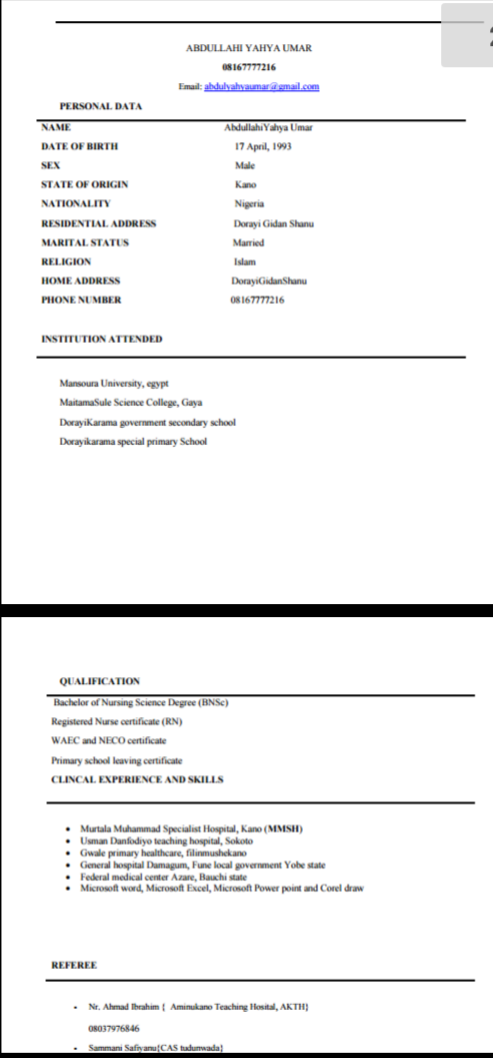 2
ABDULLAHI YAHYA UMAR
08167777216
Email: abdulyahyaumar@gmail.com
PERSONAL DATA
NAME AbdullahiYahya Umar
DATE OF BIRTH 17 April, 1993
SEX Male
STATE OF ORIGIN Kano
NATIONALITY Nigeria
RESIDENTIAL ADDRESS Dorayi Gidan Shanu
MARITAL STATUS Married
RELIGION Islam
HOME ADDRESS DorayiGidanShanu
PHONE NUMBER 08167777216
INSTITUTION ATTENDED
Mansoura University, egypt
MaitamaSule Science College, Gaya
DorayiKarama government secondary school
Dorayikarama special primary School
QUALIFICATION
Bachelor of Nursing Science Degree (BNSc)
Registered Nurse certificate (RN)
WAEC and NECO certificate
Primary school leaving certificate
CLINCAL EXPERIENCE AND SKILLS
• Murtala Muhammad Specialist Hospital, Kano (MMSH)
• Usman Danfodiyo teaching hospital, Sokoto
• Gwale primary healthcare, filinmushekano
• General hospital Damagum, Fune local government Yobe state
• Federal medical center Azare, Bauchi state
• Microsoft word, Microsoft Excel, Microsoft Power point and Corel draw
REFEREE
• Nr. Ahmad Ibrahim { Aminukano Teaching Hosital, AKTH}
08037976846
• Sammani Safiyanu{CAS tudunwada}